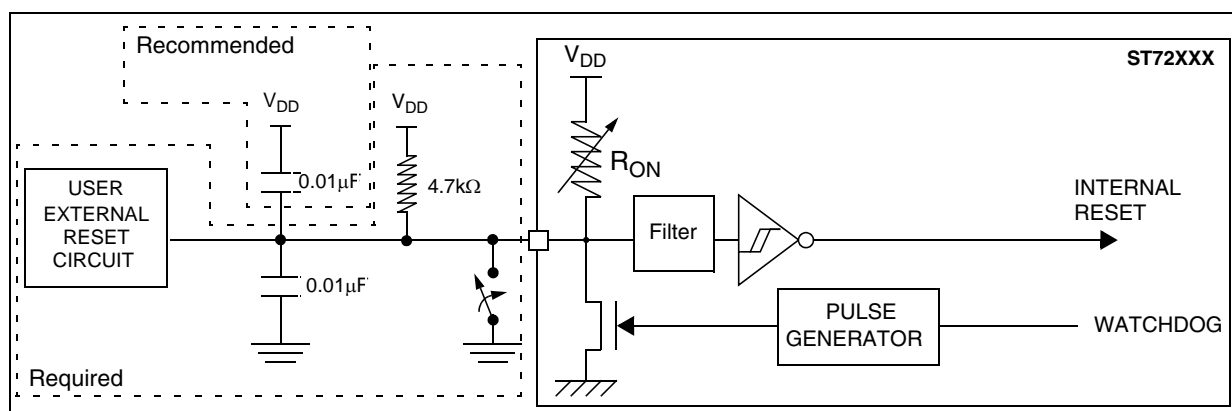 Recommended
ST72XXX
VDD
VDD
VDD
0.01µF
4.7kΩ
RON
USER
EXTERNAL
RESET
CIRCUIT
Filter
INTERNAL
RESET
0.01µF
PULSE
GENERATOR
WATCHDOG
Required